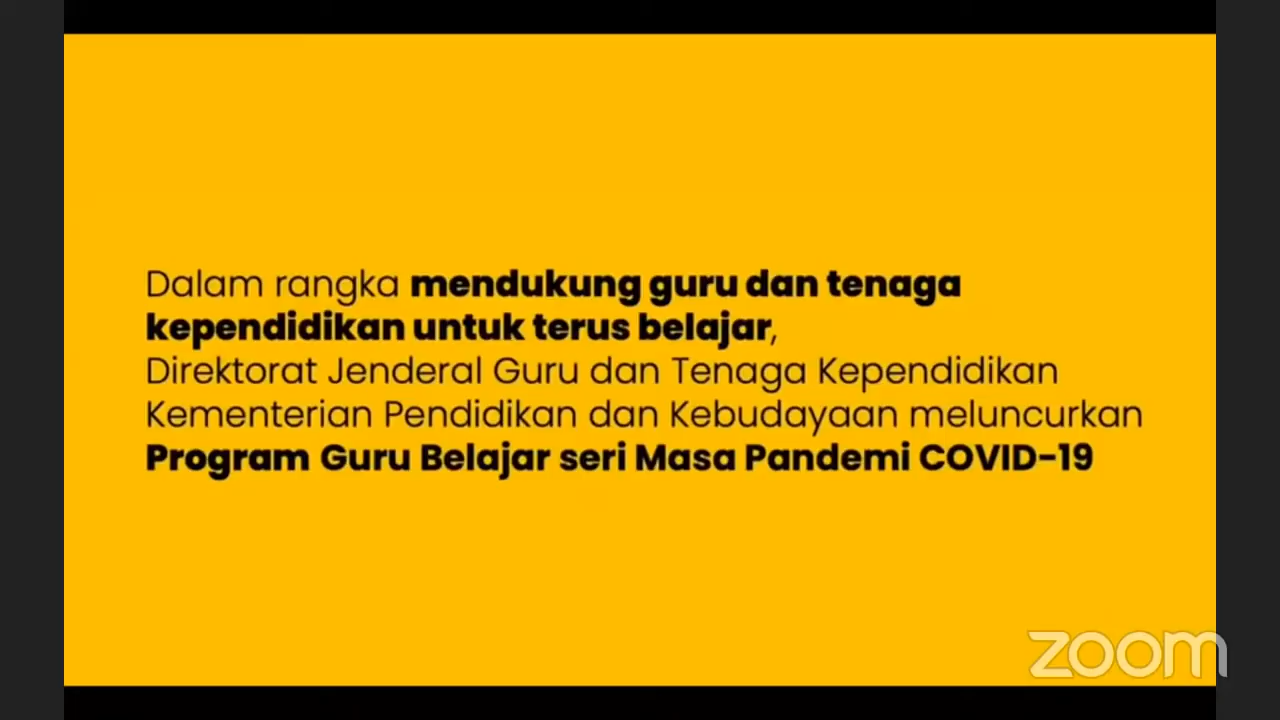 Dalam rangka mendukung guru dan tenaga
kependidikan untuk terus belajar,
Direktorat Jenderal Guru dan Tenaga Kependidikan
Kementerian Pendidikan dan Kebudayaan meluncurkan
Program Guru Belajar seri Masa Pandemi COVID-19
zoom